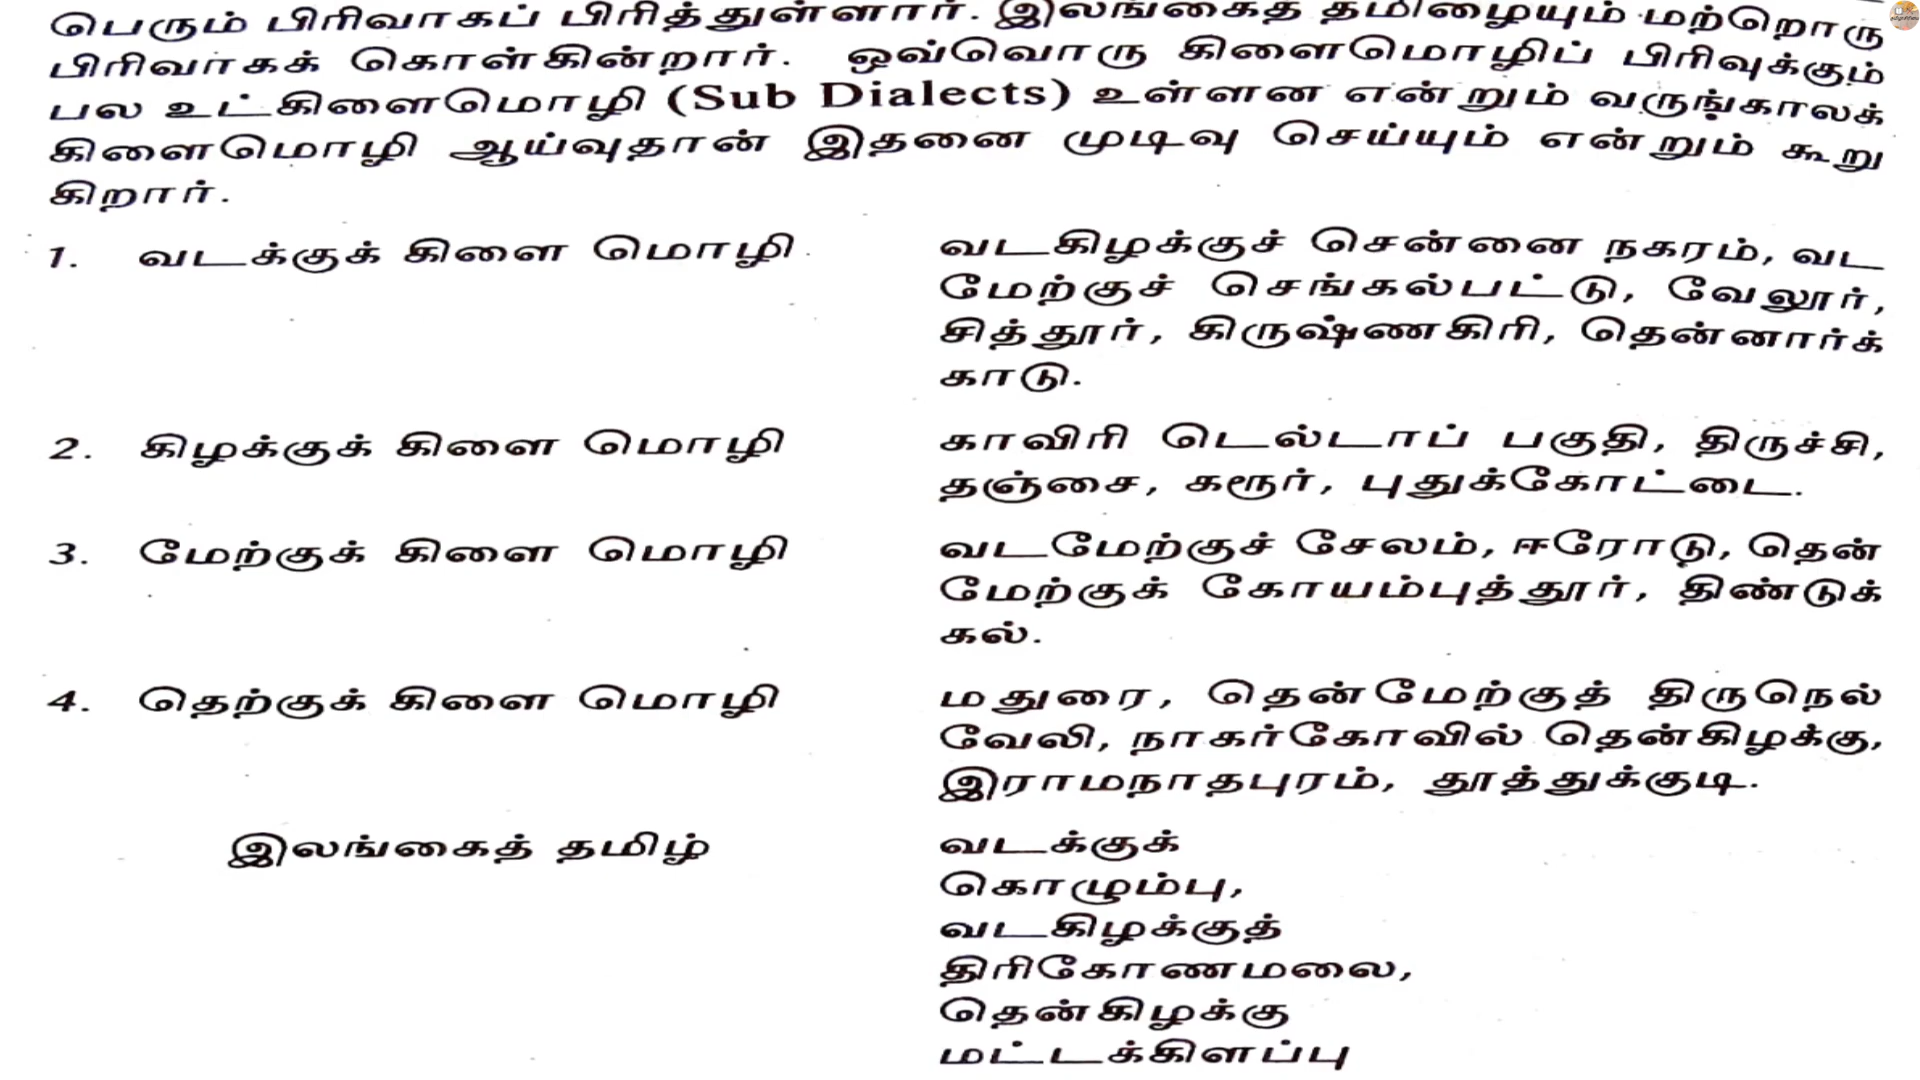 பெரும் பிரிவாகப் பிரித்துள்ளார். இலங்கைத் தமிழையும் மற்றொரு
பிரிவாகக் கொள்கின்றார். ஒவ்வொரு கிளைமொழிப் பிரிவுக்கும்
பல உட்கிளைமொழி (Sub Dialects) உள்ளன என்றும் வருங்காலக்
கிளைமொழி ஆய்வுதான் இதனை முடிவு செய்யும் என்றும் கூறு
கிறார்.
1. வடக்குக் கிளை மொழி வடகிழக்குச் சென்னை நகரம், வட
மேற்குச் செங்கல்பட்டு, வேலூர்,
சித்தூர், கிருஷ்ணகிரி, தென்னார்க்
காடு.
2. கிழக்குக் கிளை மொழி காவிரி டெல்டாப் பகுதி, திருச்சி,
தஞ்சை, கரூர், புதுக்கோட்டை.
3. மேற்குக் கிளை மொழி வடமேற்குச் சேலம், ஈரோடு, தென்
மேற்குக் கோயம்புத்தூர், திண்டுக்
கல்.
4. தெற்குக் கிளை மொழி மதுரை, தென்மேற்குத் திருநெல்
வேலி, நாகர்கோவில் தென்கிழக்கு,
இராமநாதபுரம், தூத்துக்குடி.
இலங்கைத் தமிழ் வடக்குக்
கொழும்பு,
வடகிழக்குத்
திரிகோணமலை,
தென்கிழக்கு
மட்டக்கிளப்பு